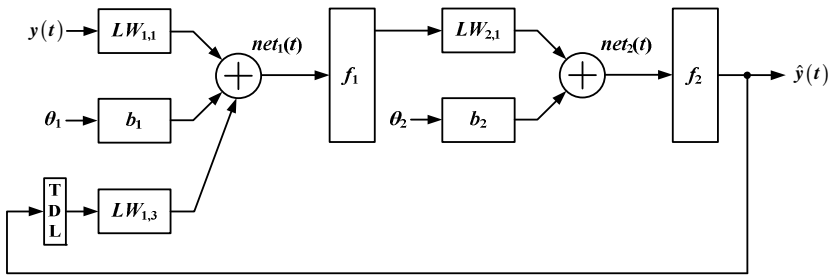 y(t)
LW₁,₁
net₁(t)
f₁
LW₂,₁
net₂(t)
f₂
ŷ(t)
θ₁
b₁
θ₂
b₂
T
D
L
LW₁,₃